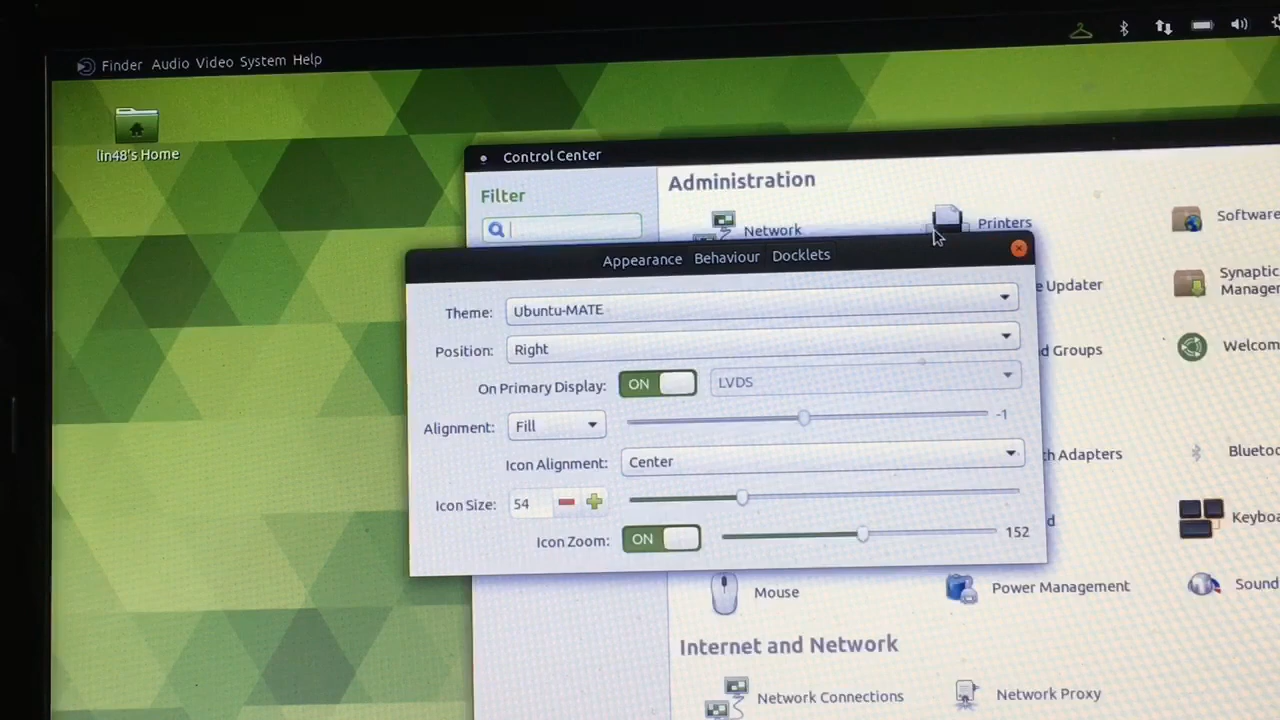 Finder Audio Video System Help
lin48's Home
Control Center
Filter
Administration
Network
Printers
Software
Appearance Behaviour Docklets
Theme: Ubuntu-MATE
e Updater
Synaptic
Manager
Position: Right
d Groups
Welcom
On Primary Display: ON LVDS
Alignment: Fill -1
Icon Alignment: Center
h Adapters
Bluetoo
Icon Size: 54
d
Keyboa
Icon Zoom: ON 152
Mouse
Power Management
Sound
Internet and Network
Network Connections
Network Proxy